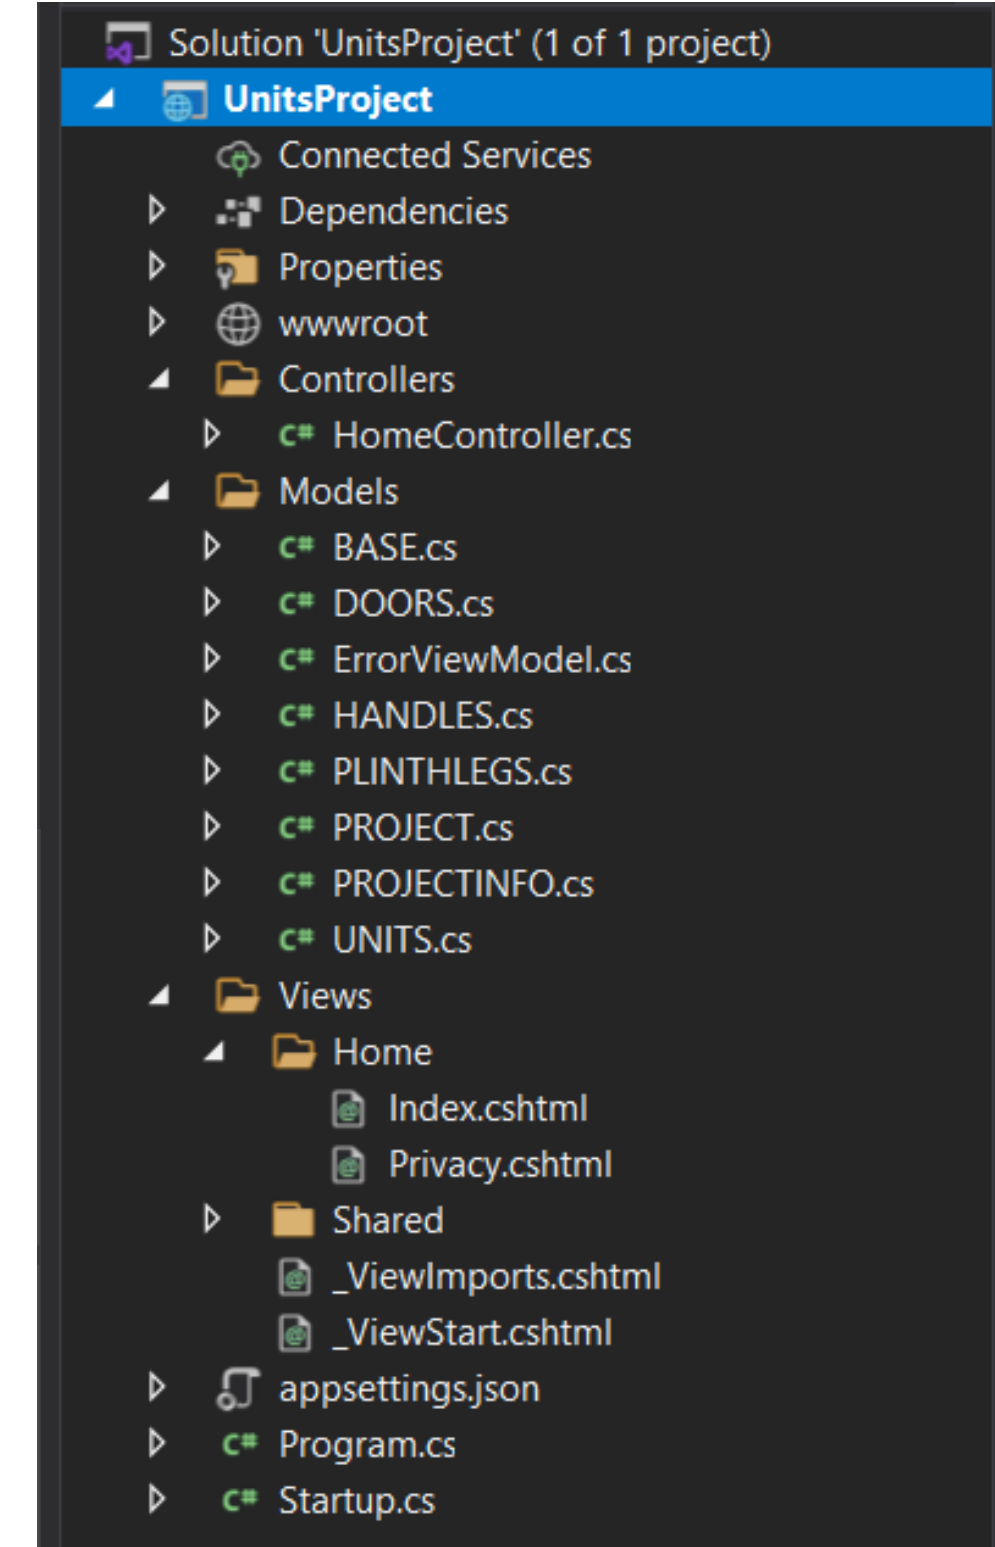 Solution 'UnitsProject' (1 of 1 project)
UnitsProject
Connected Services
Dependencies
Properties
wwwroot
Controllers
C# HomeController.cs
Models
C# BASE.cs
C# DOORS.cs
C# ErrorViewModel.cs
C# HANDLES.cs
C# PLINTHLEGS.cs
C# PROJECT.cs
C# PROJECTINFO.cs
C# UNITS.cs
Views
Home
@ Index.cshtml
@ Privacy.cshtml
Shared
@ _ViewImports.cshtml
@ _ViewStart.cshtml
appsettings.json
C# Program.cs
C# Startup.cs